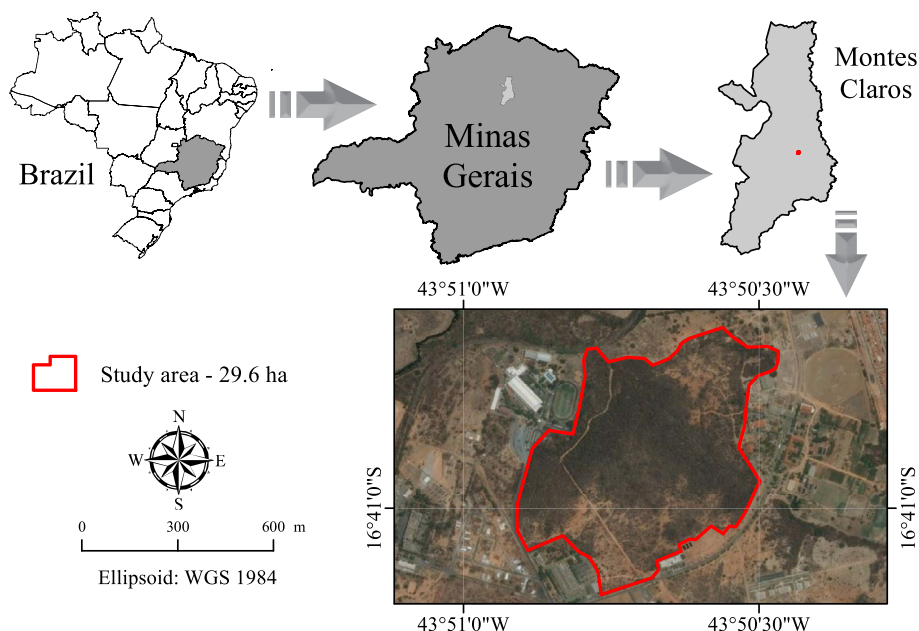 Brazil
Minas
Gerais
Montes
Claros
43°51'0"W
43°50'30"W
Study area - 29.6 ha
N
W
E
S
0
300
600 m
Ellipsoid: WGS 1984
16°41'0"S
16°41'0"S
43°51'0"W
43°50'30"W